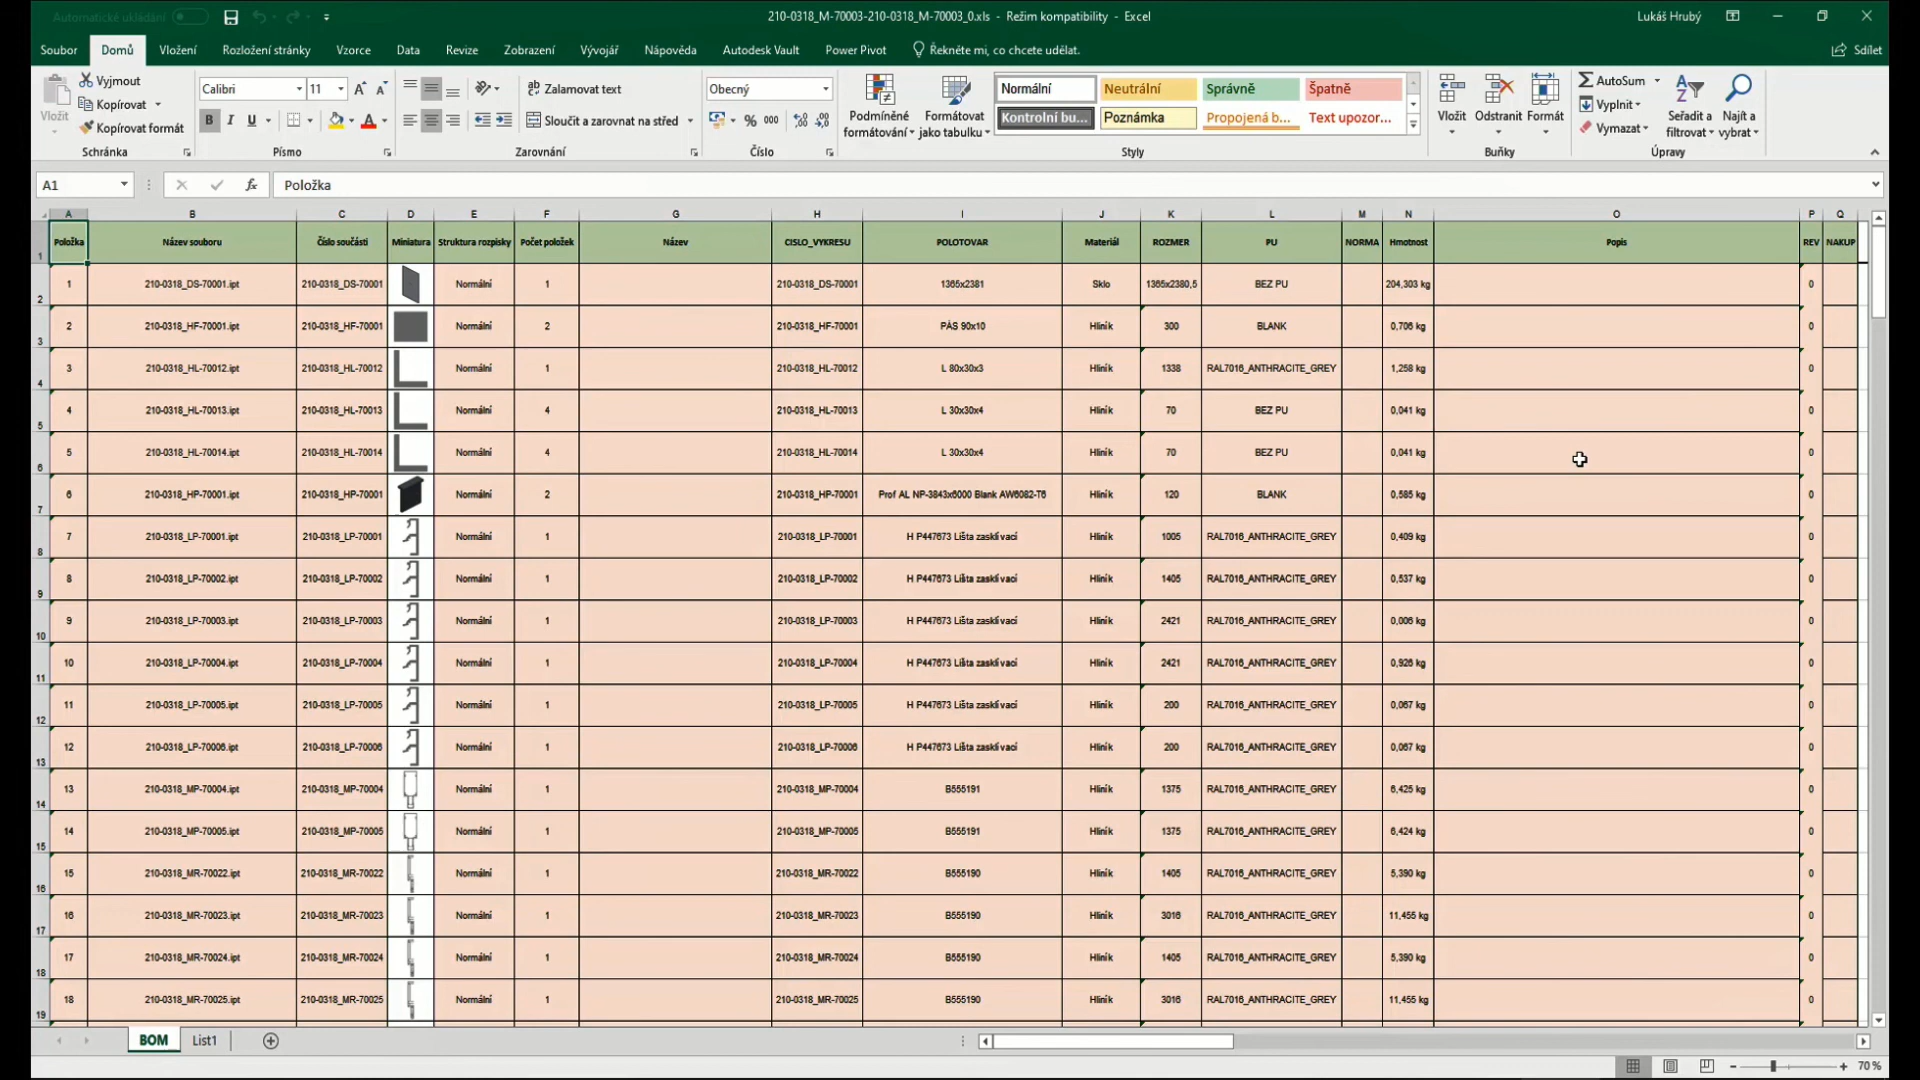 Automatické ukládání
210-0318_M-70003-210-0318_M-70003_0.xls - Režim kompatibility - Excel
Lukáš Hrubý
Soubor Domů Vložení Rozložení stránky Vzorce Data Revize Zobrazení Vývojář Nápověda Autodesk Vault Power Pivot Řekněte mi, co chcete udělat. Sdílet
Vložit
Vyjmout
Kopírovat
Kopírovat formát
Schránka
Calibri 11
B I U
Písmo
Zalamovat text
Sloučit a zarovnat na střed
Zarovnání
Obecný
% 000
Číslo
Podmíněné formátování
Formátovat jako tabulku
Normální Neutrální Správně Špatně
Kontrolní bu... Poznámka Propojená b... Text upozor...
Styly
Vložit Odstranit Formát
Buňky
AutoSum
Vyplnit
Vymazat
Seřadit a filtrovat
Najít a vybrat
Úpravy
A1 fx Položka
A B C D E F G H I J K L M N O P Q
1 Položka Název souboru Číslo součásti Miniatura Struktura rozpisky Počet položek Název CISLO_VYKRESU POLOTOVAR Materiál ROZMER PU NORMA Hmotnost Popis REV NAKUP
2 1 210-0318_DS-70001.ipt 210-0318_DS-70001 Normální 1 210-0318_DS-70001 1365x2381 Sklo 1365x2380,5 BEZ PU 204,303 kg 0
3 2 210-0318_HF-70001.ipt 210-0318_HF-70001 Normální 2 210-0318_HF-70001 PÁS 90x10 Hliník 300 BLANK 0,706 kg 0
4 3 210-0318_HL-70012.ipt 210-0318_HL-70012 Normální 1 210-0318_HL-70012 L 80x30x3 Hliník 1338 RAL7016_ANTHRACITE_GREY 1,258 kg 0
5 4 210-0318_HL-70013.ipt 210-0318_HL-70013 Normální 4 210-0318_HL-70013 L 30x30x4 Hliník 70 BEZ PU 0,041 kg 0
6 5 210-0318_HL-70014.ipt 210-0318_HL-70014 Normální 4 210-0318_HL-70014 L 30x30x4 Hliník 70 BEZ PU 0,041 kg 0
7 6 210-0318_HP-70001.ipt 210-0318_HP-70001 Normální 2 210-0318_HP-70001 Prof AL NP-3843x6000 Blank AW6082-T6 Hliník 120 BLANK 0,585 kg 0
8 7 210-0318_LP-70001.ipt 210-0318_LP-70001 Normální 1 210-0318_LP-70001 H P447673 Lišta zasklívací Hliník 1005 RAL7016_ANTHRACITE_GREY 0,409 kg 0
9 8 210-0318_LP-70002.ipt 210-0318_LP-70002 Normální 1 210-0318_LP-70002 H P447673 Lišta zasklívací Hliník 1405 RAL7016_ANTHRACITE_GREY 0,537 kg 0
10 9 210-0318_LP-70003.ipt 210-0318_LP-70003 Normální 1 210-0318_LP-70003 H P447673 Lišta zasklívací Hliník 2421 RAL7016_ANTHRACITE_GREY 0,006 kg 0
11 10 210-0318_LP-70004.ipt 210-0318_LP-70004 Normální 1 210-0318_LP-70004 H P447673 Lišta zasklívací Hliník 2421 RAL7016_ANTHRACITE_GREY 0,926 kg 0
12 11 210-0318_LP-70005.ipt 210-0318_LP-70005 Normální 1 210-0318_LP-70005 H P447673 Lišta zasklívací Hliník 200 RAL7016_ANTHRACITE_GREY 0,067 kg 0
13 12 210-0318_LP-70006.ipt 210-0318_LP-70006 Normální 1 210-0318_LP-70006 H P447673 Lišta zasklívací Hliník 200 RAL7016_ANTHRACITE_GREY 0,067 kg 0
14 13 210-0318_MP-70004.ipt 210-0318_MP-70004 Normální 1 210-0318_MP-70004 B555191 Hliník 1375 RAL7016_ANTHRACITE_GREY 6,425 kg 0
15 14 210-0318_MP-70005.ipt 210-0318_MP-70005 Normální 1 210-0318_MP-70005 B555191 Hliník 1375 RAL7016_ANTHRACITE_GREY 6,424 kg 0
16 15 210-0318_MR-70022.ipt 210-0318_MR-70022 Normální 1 210-0318_MR-70022 B555190 Hliník 1405 RAL7016_ANTHRACITE_GREY 5,390 kg 0
17 16 210-0318_MR-70023.ipt 210-0318_MR-70023 Normální 1 210-0318_MR-70023 B555190 Hliník 3016 RAL7016_ANTHRACITE_GREY 11,455 kg 0
18 17 210-0318_MR-70024.ipt 210-0318_MR-70024 Normální 1 210-0318_MR-70024 B555190 Hliník 1405 RAL7016_ANTHRACITE_GREY 5,390 kg 0
19 18 210-0318_MR-70025.ipt 210-0318_MR-70025 Normální 1 210-0318_MR-70025 B555190 Hliník 3016 RAL7016_ANTHRACITE_GREY 11,455 kg 0
BOM List1
70 %